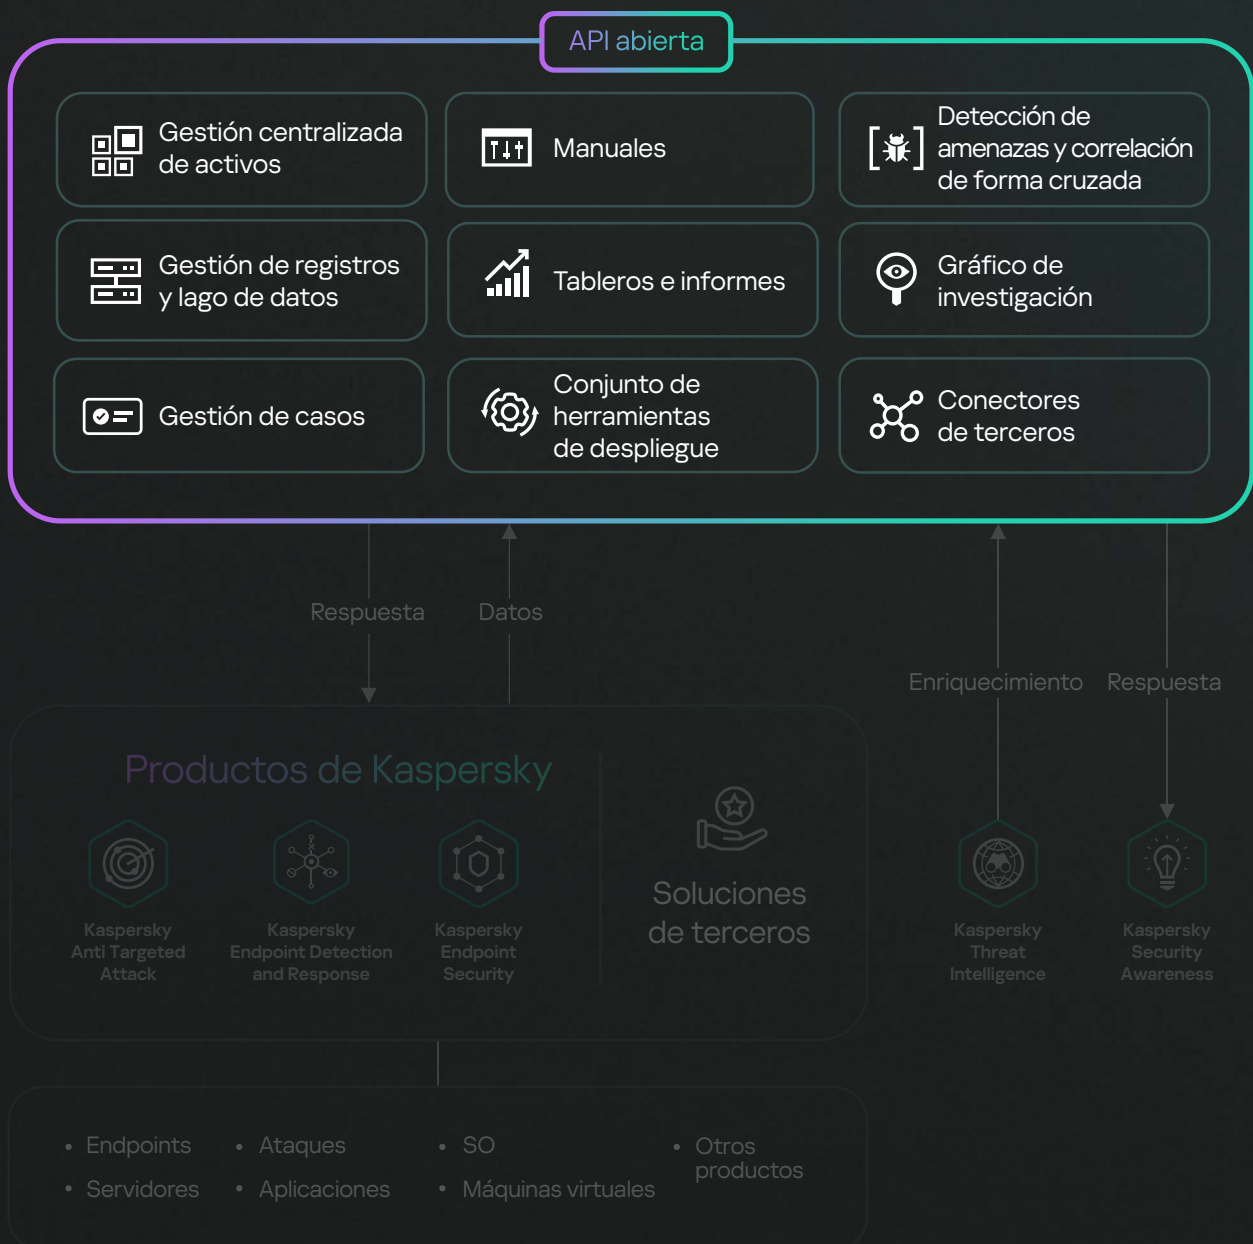 API abierta
Gestión centralizada
de activos
Manuales
Detección de
amenazas y correlación
de forma cruzada
Gestión de registros
y lago de datos
Tableros e informes
Gráfico de
investigación
Gestión de casos
Conjunto de
herramientas
de despliegue
Conectores
de terceros
Respuesta
Datos
Enriquecimiento
Respuesta
Productos de Kaspersky
Kaspersky
Anti Targeted
Attack
Kaspersky
Endpoint Detection
and Response
Kaspersky
Endpoint
Security
Soluciones
de terceros
Kaspersky
Threat
Intelligence
Kaspersky
Security
Awareness
• Endpoints
• Servidores
• Ataques
• Aplicaciones
• SO
• Máquinas virtuales
• Otros
productos